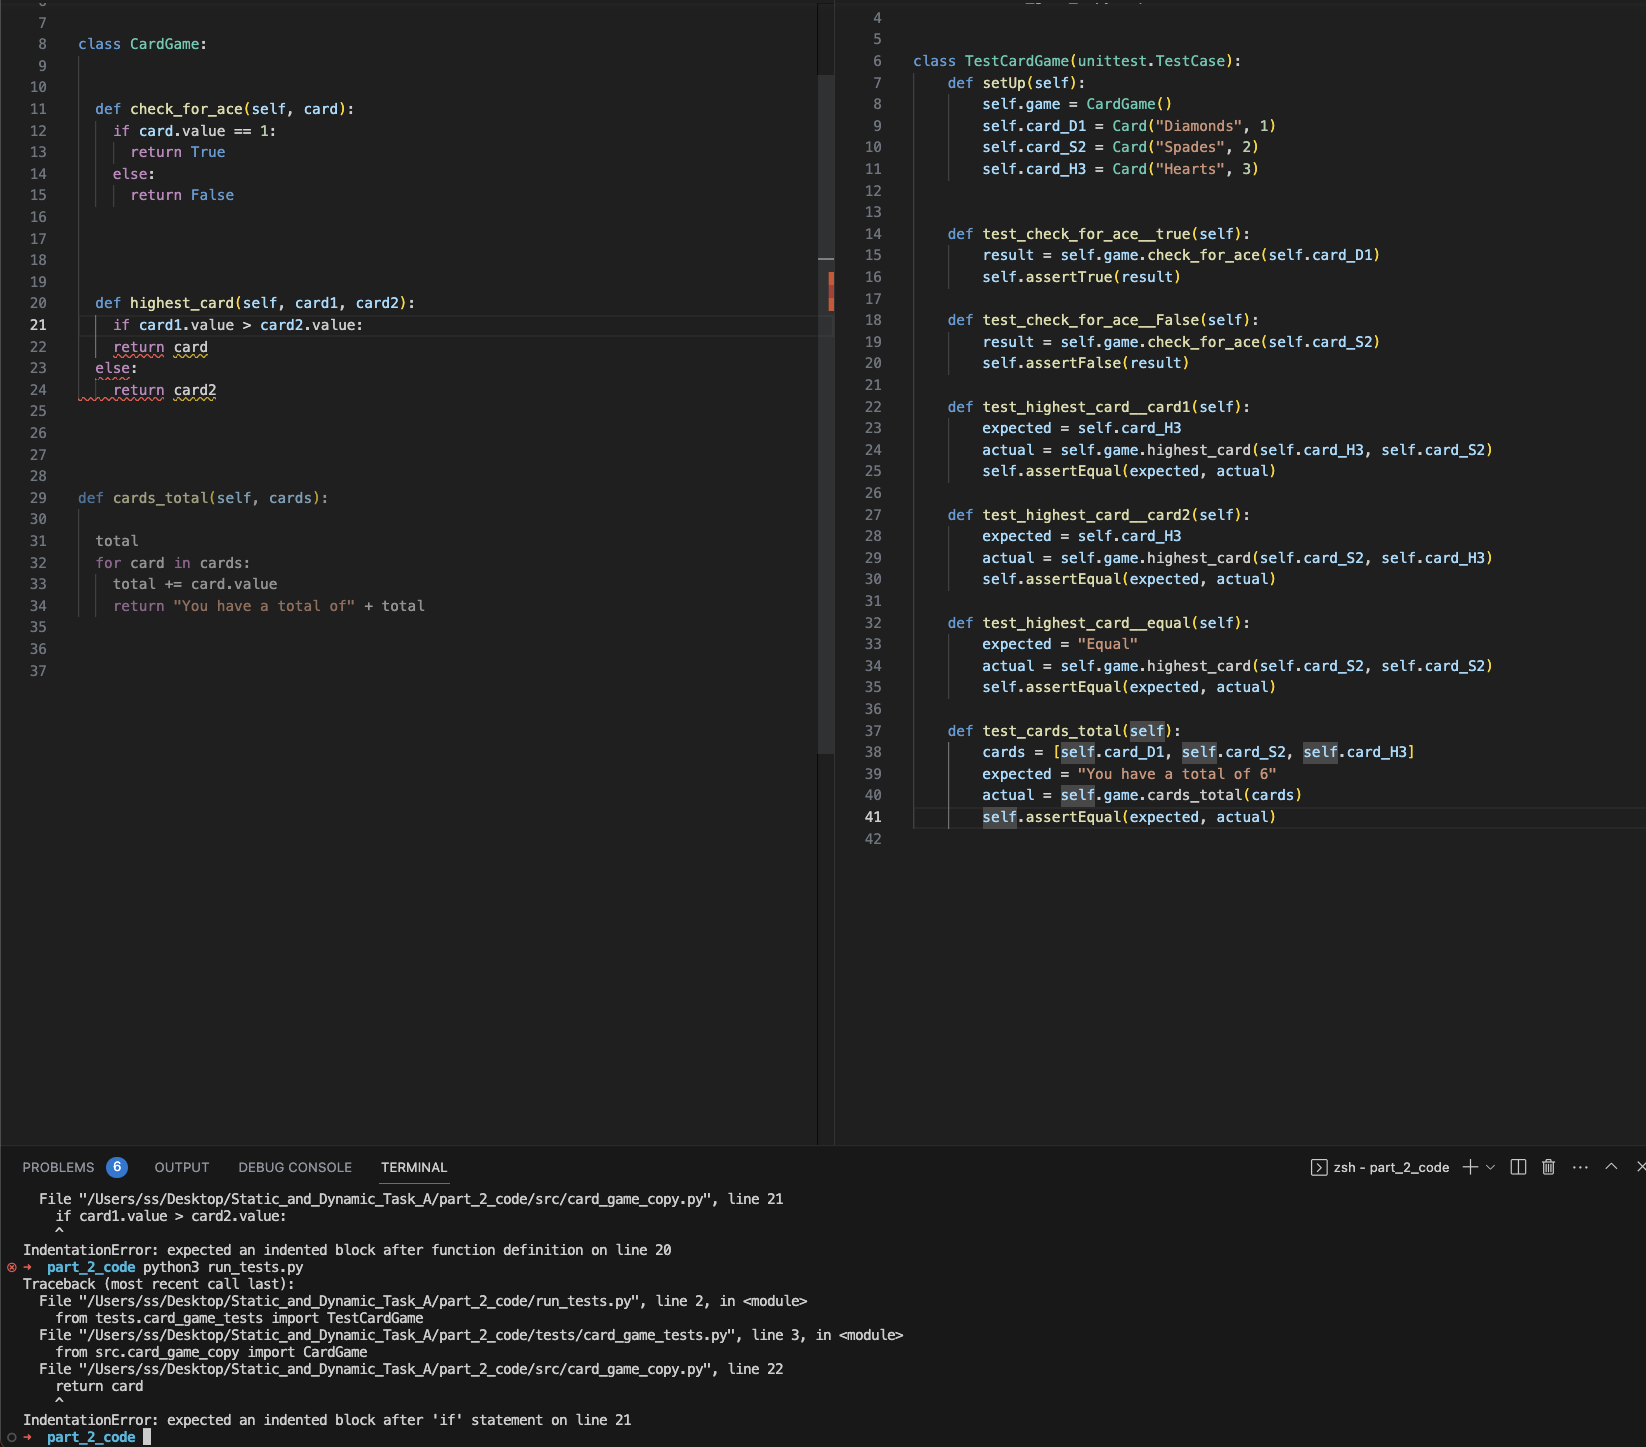 7
8 class CardGame:
9
10
11 def check_for_ace(self, card):
12 if card.value == 1:
13 return True
14 else:
15 return False
16
17
18
19
20 def highest_card(self, card1, card2):
21 if card1.value > card2.value:
22 return card
23 else:
24 return card2
25
26
27
28
29 def cards_total(self, cards):
30
31 total
32 for card in cards:
33 total += card.value
34 return "You have a total of" + total
35
36
37
4
5
6 class TestCardGame(unittest.TestCase):
7 def setUp(self):
8 self.game = CardGame()
9 self.card_D1 = Card("Diamonds", 1)
10 self.card_S2 = Card("Spades", 2)
11 self.card_H3 = Card("Hearts", 3)
12
13
14 def test_check_for_ace__true(self):
15 result = self.game.check_for_ace(self.card_D1)
16 self.assertTrue(result)
17
18 def test_check_for_ace__False(self):
19 result = self.game.check_for_ace(self.card_S2)
20 self.assertFalse(result)
21
22 def test_highest_card__card1(self):
23 expected = self.card_H3
24 actual = self.game.highest_card(self.card_H3, self.card_S2)
25 self.assertEqual(expected, actual)
26
27 def test_highest_card__card2(self):
28 expected = self.card_H3
29 actual = self.game.highest_card(self.card_S2, self.card_H3)
30 self.assertEqual(expected, actual)
31
32 def test_highest_card__equal(self):
33 expected = "Equal"
34 actual = self.game.highest_card(self.card_S2, self.card_S2)
35 self.assertEqual(expected, actual)
36
37 def test_cards_total(self):
38 cards = [self.card_D1, self.card_S2, self.card_H3]
39 expected = "You have a total of 6"
40 actual = self.game.cards_total(cards)
41 self.assertEqual(expected, actual)
42
PROBLEMS 6 OUTPUT DEBUG CONSOLE TERMINAL zsh - part_2_code
File "/Users/ss/Desktop/Static_and_Dynamic_Task_A/part_2_code/src/card_game_copy.py", line 21
if card1.value > card2.value:
^
IndentationError: expected an indented block after function definition on line 20
➜ part_2_code python3 run_tests.py
Traceback (most recent call last):
File "/Users/ss/Desktop/Static_and_Dynamic_Task_A/part_2_code/run_tests.py", line 2, in <module>
from tests.card_game_tests import TestCardGame
File "/Users/ss/Desktop/Static_and_Dynamic_Task_A/part_2_code/tests/card_game_tests.py", line 3, in <module>
from src.card_game_copy import CardGame
File "/Users/ss/Desktop/Static_and_Dynamic_Task_A/part_2_code/src/card_game_copy.py", line 22
return card
^
IndentationError: expected an indented block after 'if' statement on line 21
➜ part_2_code